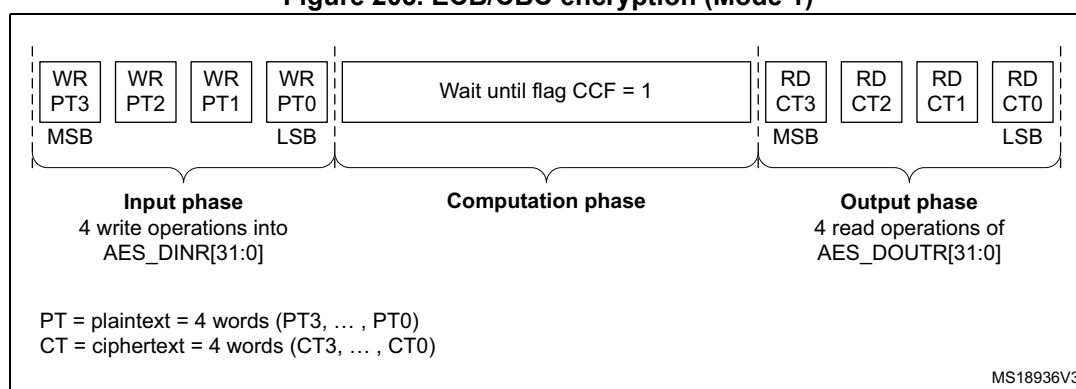 Figure 208. ECB/CBC encryption (Mode 1)
WR PT3
WR PT2
WR PT1
WR PT0
Wait until flag CCF = 1
RD CT3
RD CT2
RD CT1
RD CT0
MSB
LSB
MSB
LSB
Input phase
4 write operations into
AES_DINR[31:0]
Computation phase
Output phase
4 read operations of
AES_DOUTR[31:0]
PT = plaintext = 4 words (PT3, … , PT0)
CT = ciphertext = 4 words (CT3, … , CT0)
MS18936V3